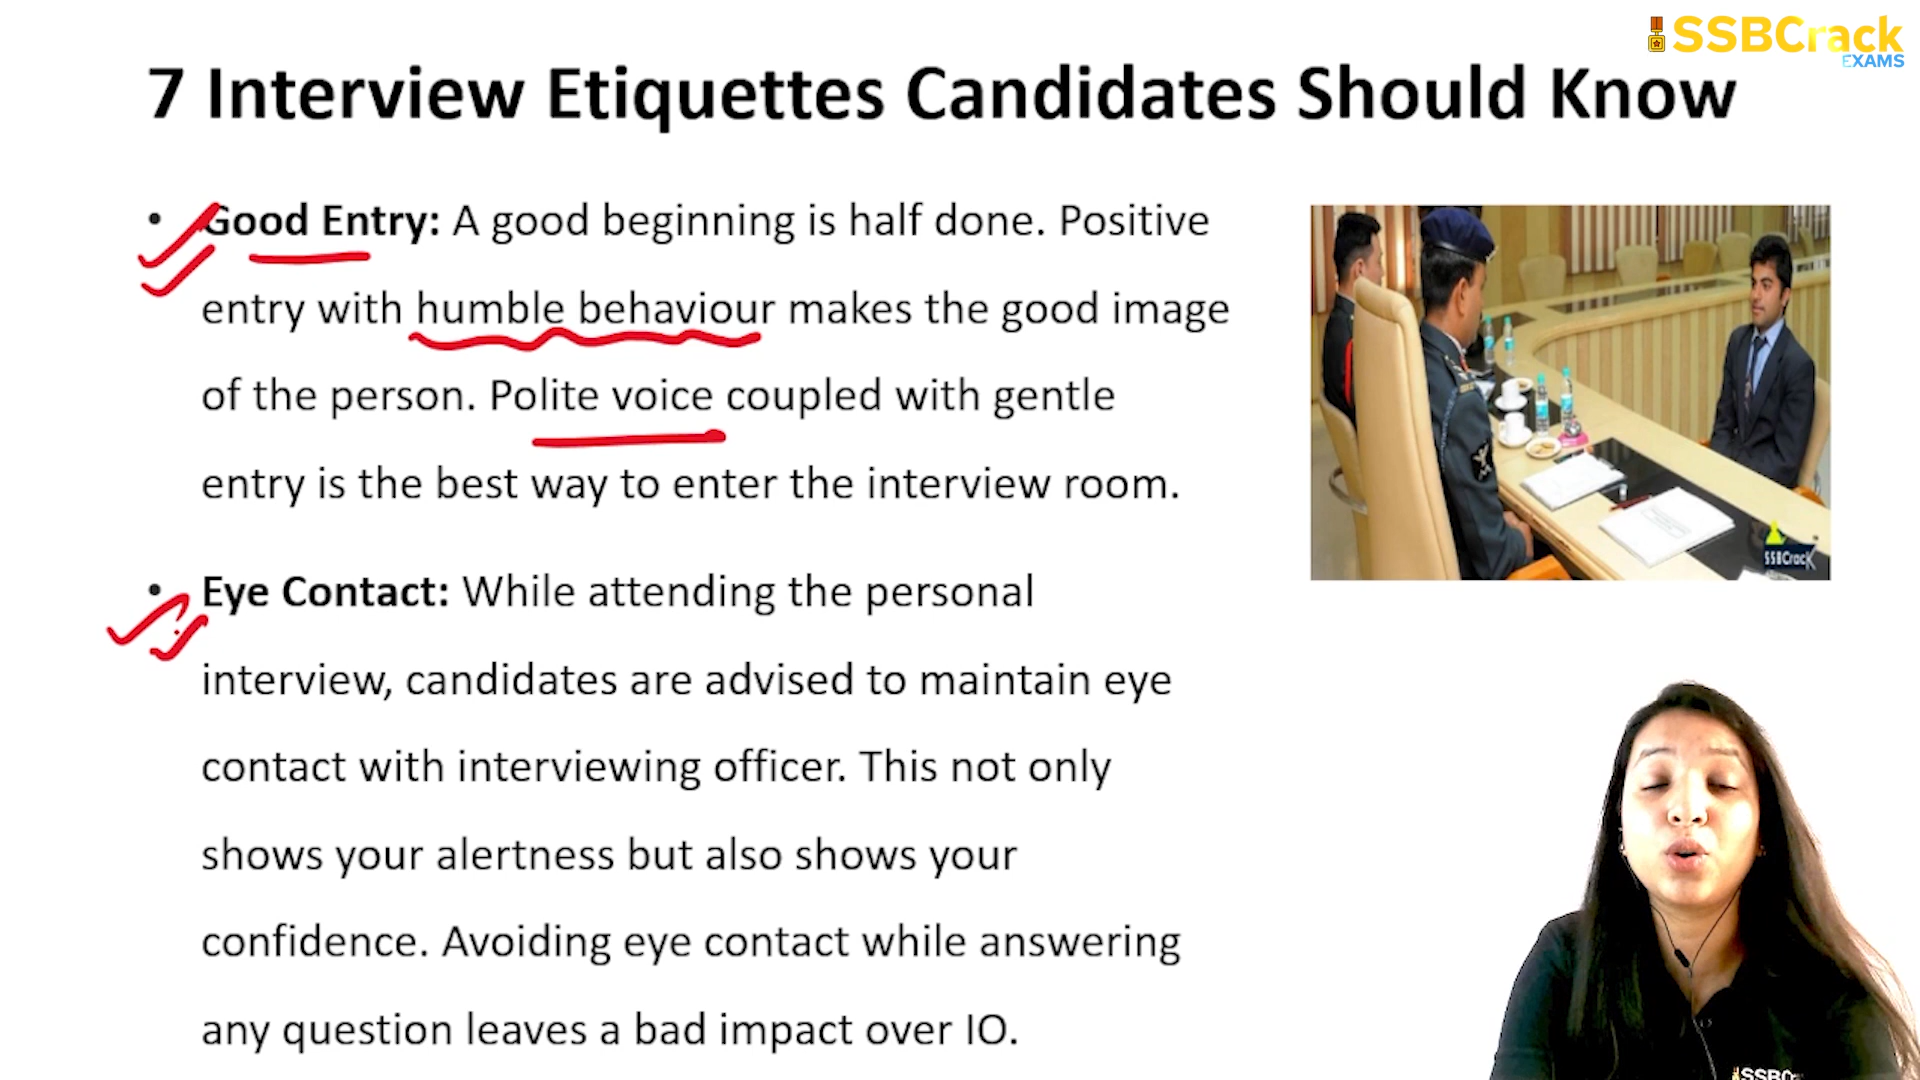 SSBCrack
EXAMS
7 Interview Etiquettes Candidates Should Know
• Good Entry: A good beginning is half done. Positive
entry with humble behaviour makes the good image
of the person. Polite voice coupled with gentle
entry is the best way to enter the interview room.
• Eye Contact: While attending the personal
interview, candidates are advised to maintain eye
contact with interviewing officer. This not only
shows your alertness but also shows your
confidence. Avoiding eye contact while answering
any question leaves a bad impact over IO.
SSBCrack